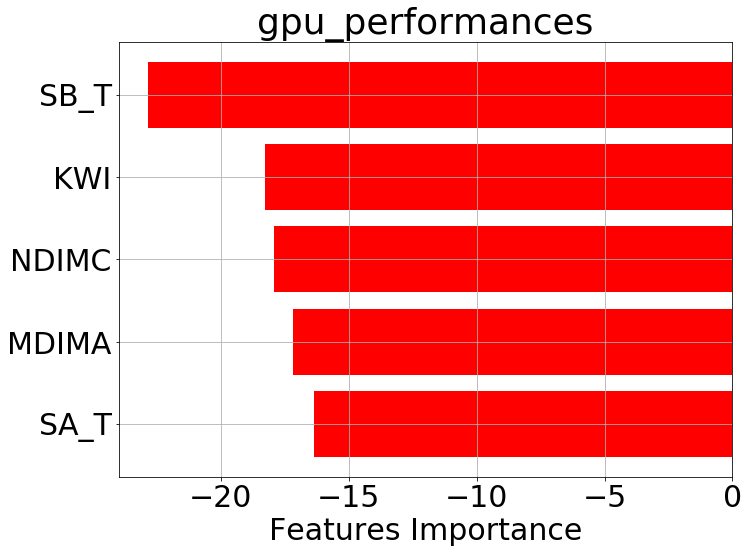 gpu_performances
SB_T
KWI
NDIMC
MDIMA
SA_T
−20 −15 −10 −5 0
Features Importance